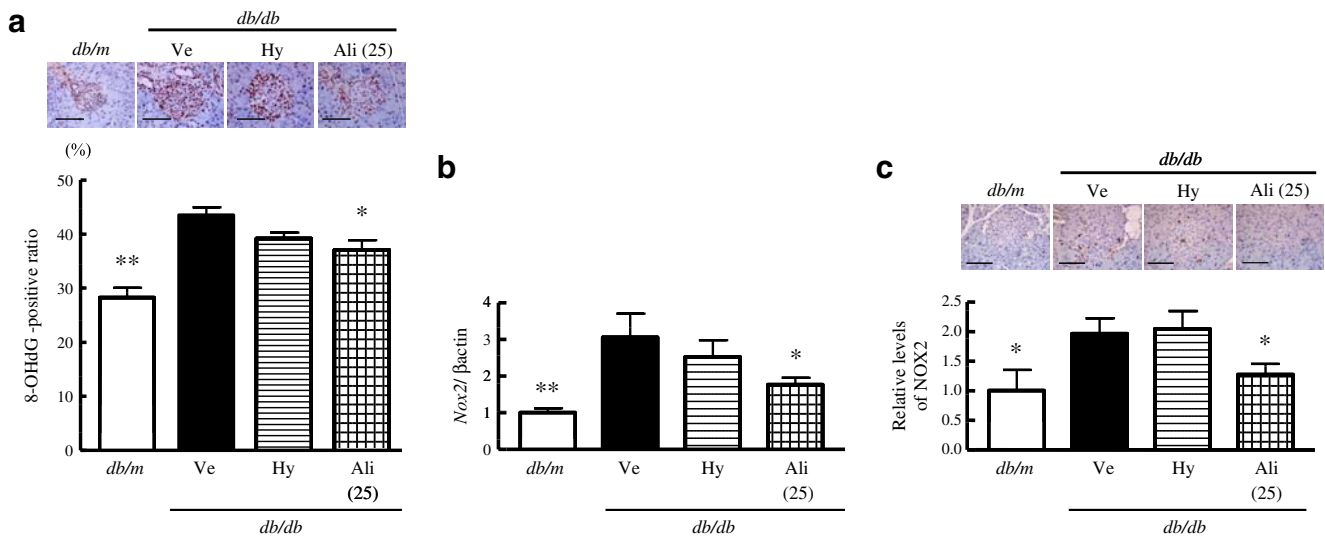 a
db/db
db/m Ve Hy Ali (25)
(%)
50
40
30
20
10
0
8-OHdG -positive ratio
**
*
db/m Ve Hy Ali
(25)
db/db
b
4
3
2
1
0
Nox2/ βactin
**
*
db/m Ve Hy Ali
(25)
db/db
c
db/db
db/m Ve Hy Ali (25)
2.5
2.0
1.5
1.0
0.5
0.0
Relative levels
of NOX2
*
*
db/m Ve Hy Ali
(25)
db/db